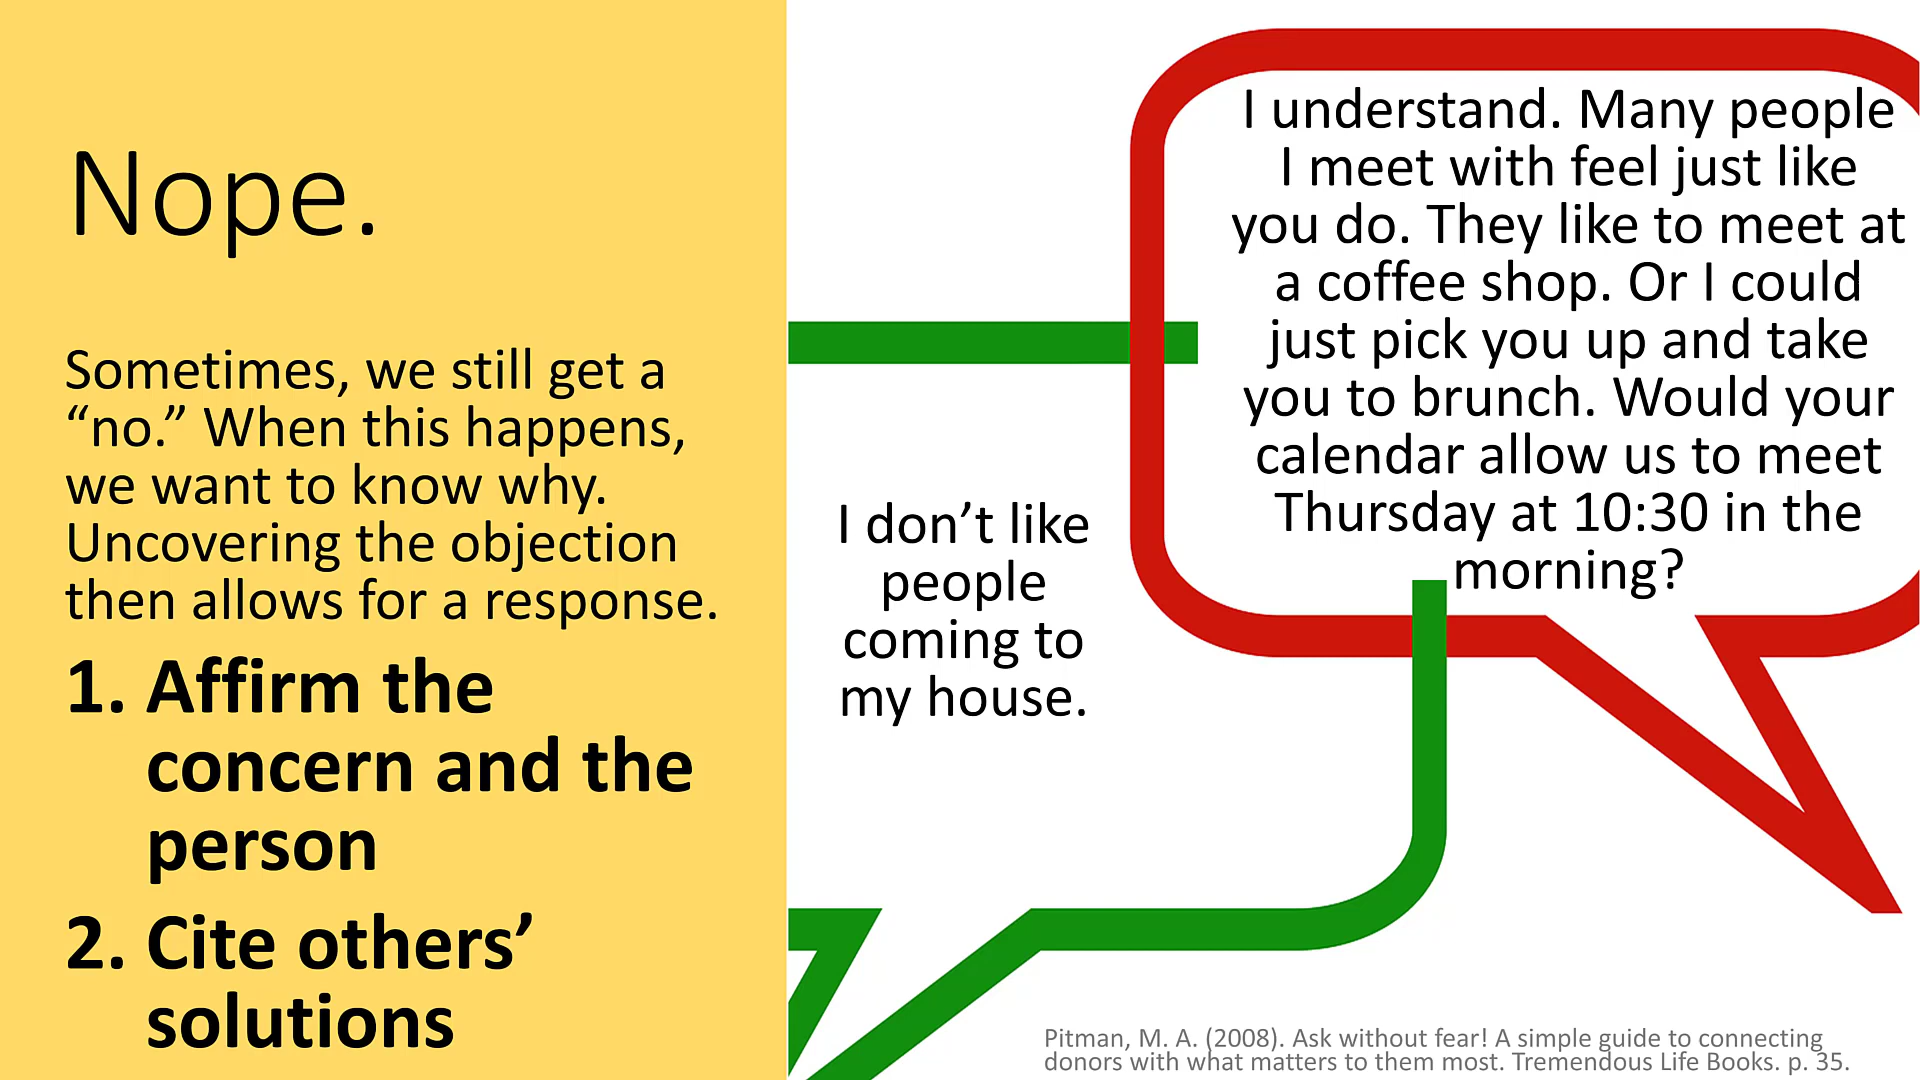 Nope.
Sometimes, we still get a
“no.” When this happens,
we want to know why.
Uncovering the objection
then allows for a response.
1. Affirm the
concern and the
person
2. Cite others’
solutions
I don’t like
people
coming to
my house.
I understand. Many people
I meet with feel just like
you do. They like to meet at
a coffee shop. Or I could
just pick you up and take
you to brunch. Would your
calendar allow us to meet
Thursday at 10:30 in the
morning?
Pitman, M. A. (2008). Ask without fear! A simple guide to connecting
donors with what matters to them most. Tremendous Life Books. p. 35.